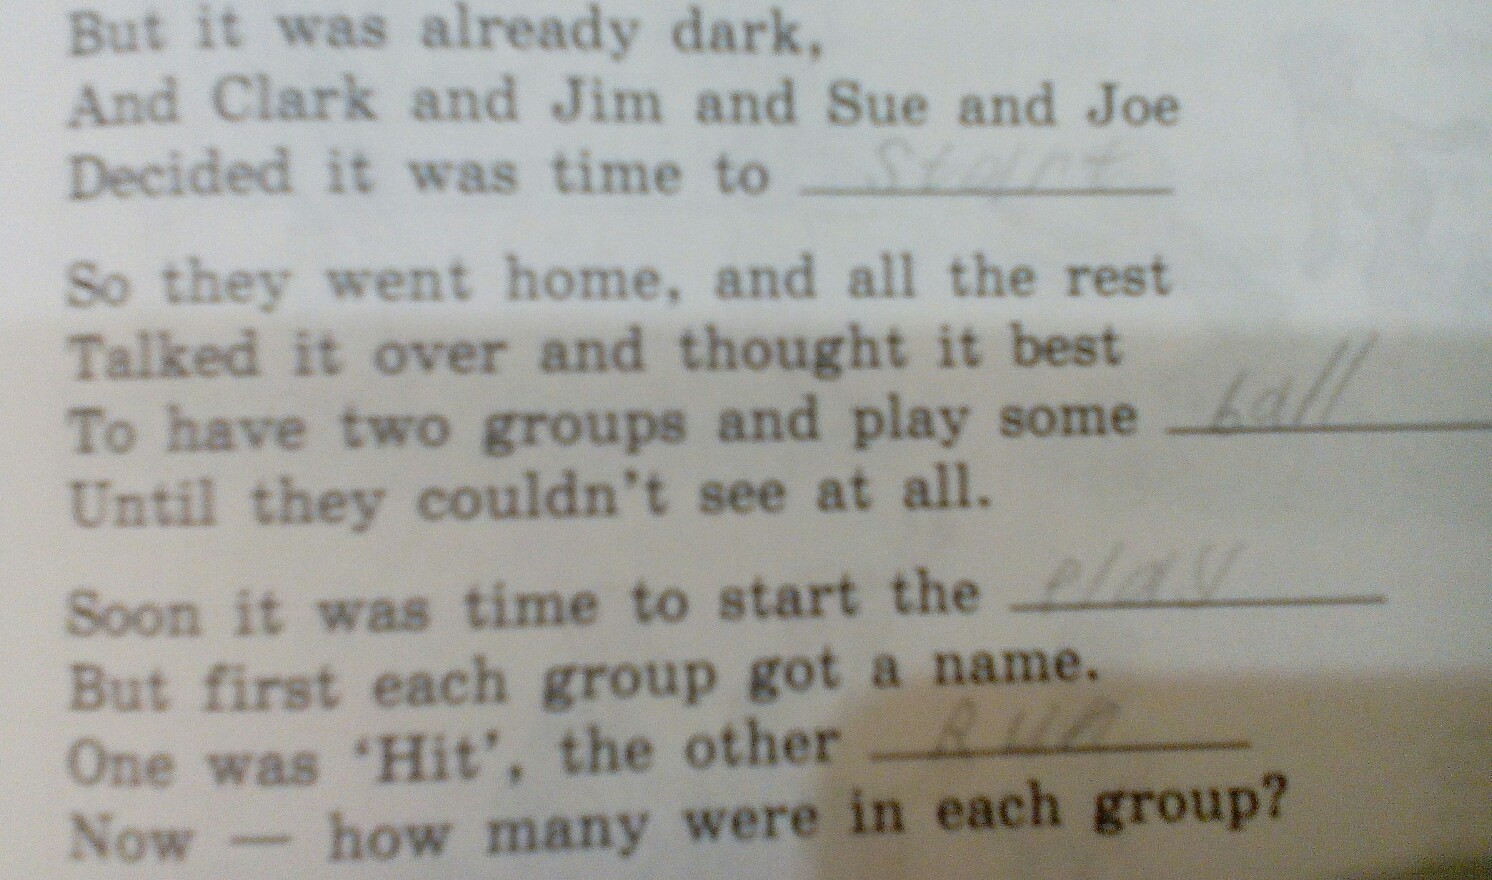 But it was already dark,
And Clark and Jim and Sue and Joe
Decided it was time to start
So they went home, and all the rest
Talked it over and thought it best
To have two groups and play some ball
Until they couldn't see at all.
Soon it was time to start the play
But first each group got a name.
One was ‘Hit’, the other Run
Now — how many were in each group?